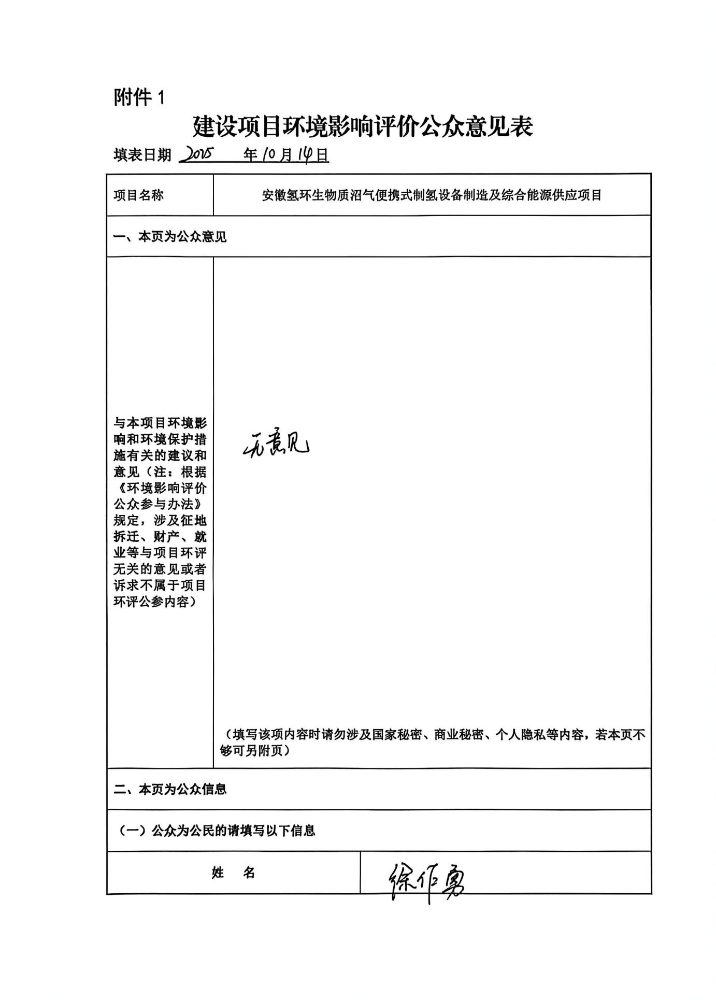 附件 1
建设项目环境影响评价公众意见表
填表日期 2025 年 10 月 14 日
项目名称
安徽氢环生物质沼气便携式制氢设备制造及综合能源供应项目
一、本页为公众意见
与本项目环境影
响和环境保护措
施有关的建议和
意见（注：根据
《环境影响评价
公众参与办法》
规定，涉及征地
拆迁、财产、就
业等与项目环评
无关的意见或者
诉求不属于项目
环评公参内容）
无意见
（填写该项内容时请勿涉及国家秘密、商业秘密、个人隐私等内容，若本页不
够可另附页）
二、本页为公众信息
（一）公众为公民的请填写以下信息
姓 名
徐作勇